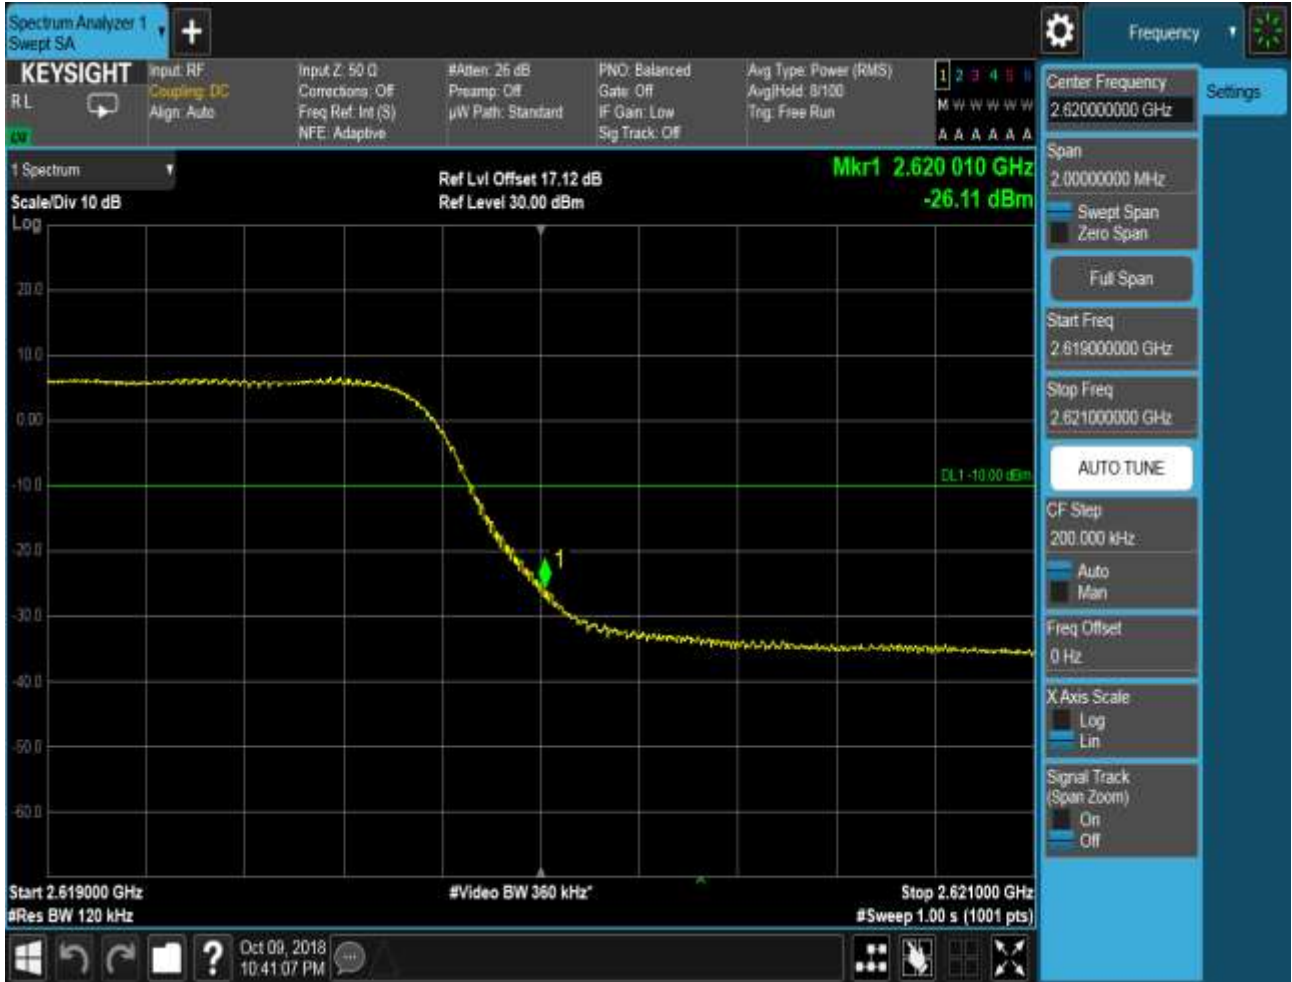 Spectrum Analyzer 1
Swept SA
Frequency
KEYSIGHT
R L
Input: RF
Coupling: DC
Align: Auto
Input Z: 50 Ω
Corrections: Off
Freq Ref: Int (S)
NFE: Adaptive
#Atten: 26 dB
Preamp: Off
µW Path: Standard
PNO: Balanced
Gate: Off
IF Gain: Low
Sig Track: Off
Avg Type: Power (RMS)
Avg|Hold: 8/100
Trig: Free Run
1 2 3 4 5 6
M W W W W W
A A A A A A
Center Frequency
2.620000000 GHz
Settings
Span
2.00000000 MHz
Swept Span
Zero Span
Full Span
Start Freq
2.619000000 GHz
Stop Freq
2.621000000 GHz
AUTO TUNE
CF Step
200.000 kHz
Auto
Man
Freq Offset
0 Hz
X Axis Scale
Log
Lin
Signal Track
(Span Zoom)
On
Off
1 Spectrum
Scale/Div 10 dB
Log
Ref Lvl Offset 17.12 dB
Ref Level 30.00 dBm
Mkr1 2.620 010 GHz
-26.11 dBm
20.0
10.0
0.00
-10.0
-20.0
-30.0
-40.0
-50.0
-60.0
DL1 -10.00 dBm
1
Start 2.619000 GHz
#Res BW 120 kHz
#Video BW 360 kHz*
Stop 2.621000 GHz
#Sweep 1.00 s (1001 pts)
?
Oct 09, 2018
10:41:07 PM